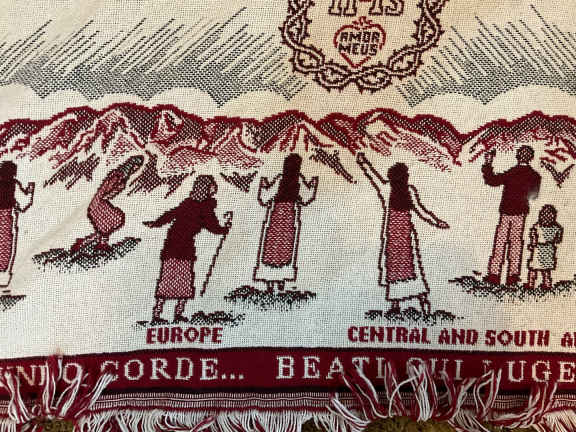 AMOR
MEUS
EUROPE
CENTRAL AND SOUTH
CORDE... BEATI QUI LUGE